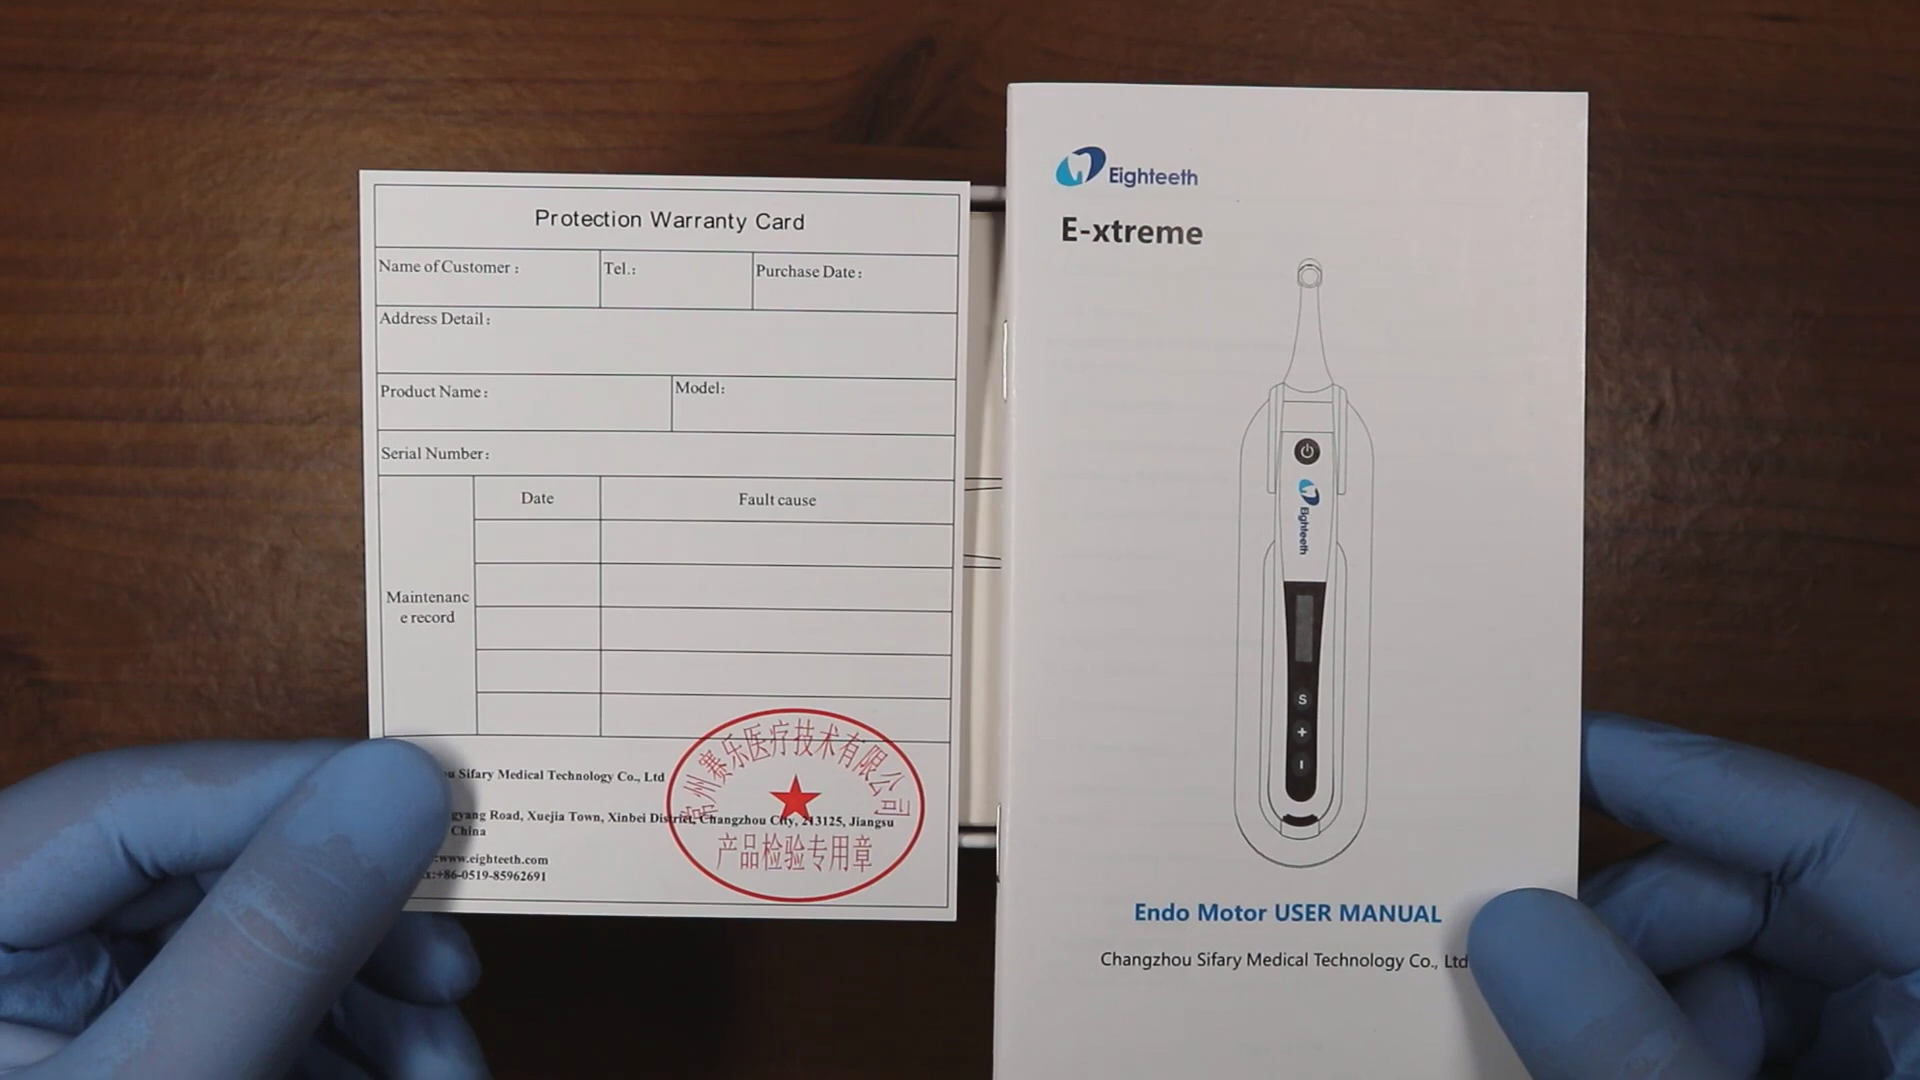 Protection Warranty Card
Name of Customer：
Tel.：
Purchase Date：
Address Detail：
Product Name：
Model：
Serial Number：
Date
Fault cause
Maintenanc
e record
Sifary Medical Technology Co., Ltd
Road, Xuejia Town, Xinbei District, Changzhou City, 213125, Jiangsu
China
:www.eighteeth.com
:+86-0519-85962691
常州赛乐医疗技术有限公司
产品检验专用章
Eighteeth
E-xtreme
Eighteeth
S
+
Endo Motor USER MANUAL
Changzhou Sifary Medical Technology Co., Ltd